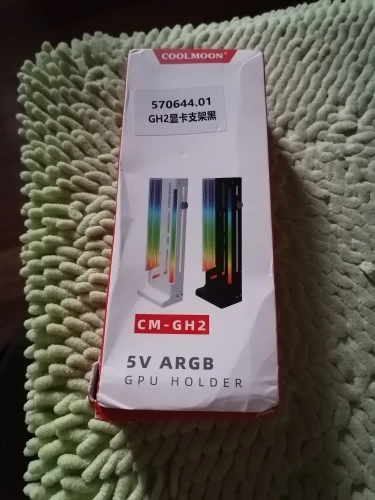 COOLMOON
570644.01
GH2显卡支架黑
CM-GH2
5V ARGB
GPU HOLDER